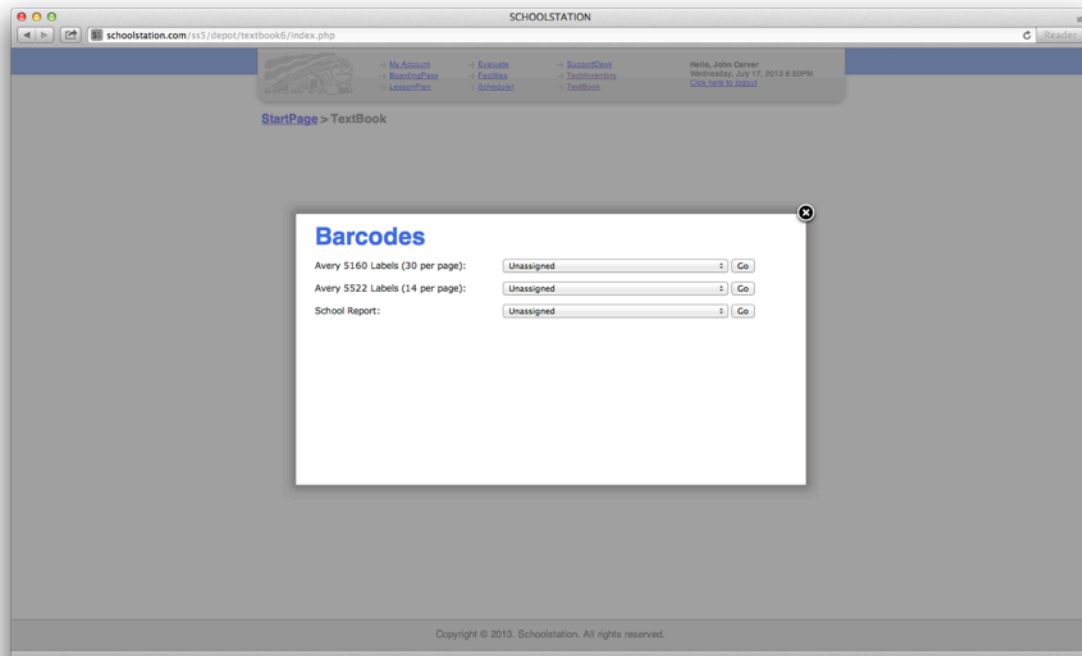 SCHOOLSTATION
SS schoolstation.com/ss5/depot/textbook6/index.php
Reader
→ My Account → Evaluate → SupportDesk
→ BoardingPass → Facilities → TechInventory
→ LessonPlan → Scheduler → TextBook
Hello, John Carver
Wednesday, July 17, 2013 6:50PM
Click here to logout
StartPage > TextBook
Barcodes
Avery 5160 Labels (30 per page): Unassigned Go
Avery 5522 Labels (14 per page): Unassigned Go
School Report: Unassigned Go
Copyright © 2013. Schoolstation. All rights reserved.